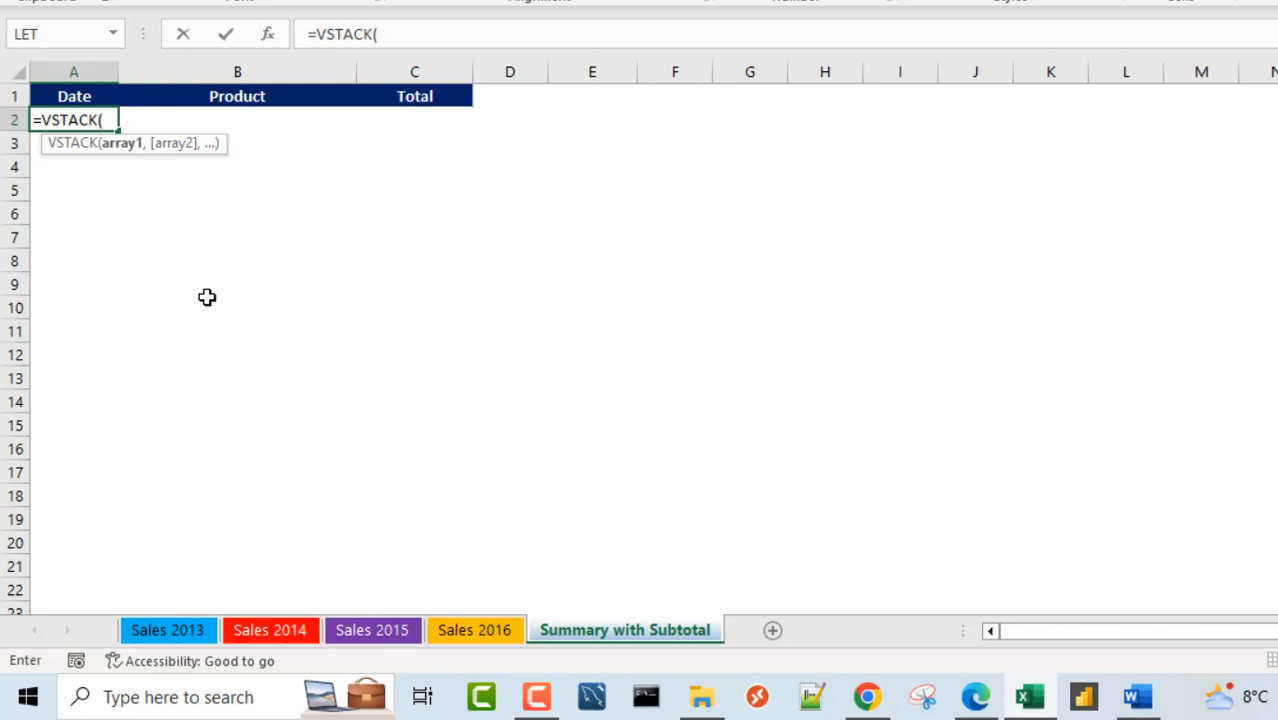 LET =VSTACK(
A B C D E F G H I J K L M N
1 Date Product Total
2 =VSTACK(
3 VSTACK(array1, [array2], ...)
4
5
6
7
8
9
10
11
12
13
14
15
16
17
18
19
20
21
22
23
Sales 2013 Sales 2014 Sales 2015 Sales 2016 Summary with Subtotal
Enter Accessibility: Good to go
Type here to search 8°C